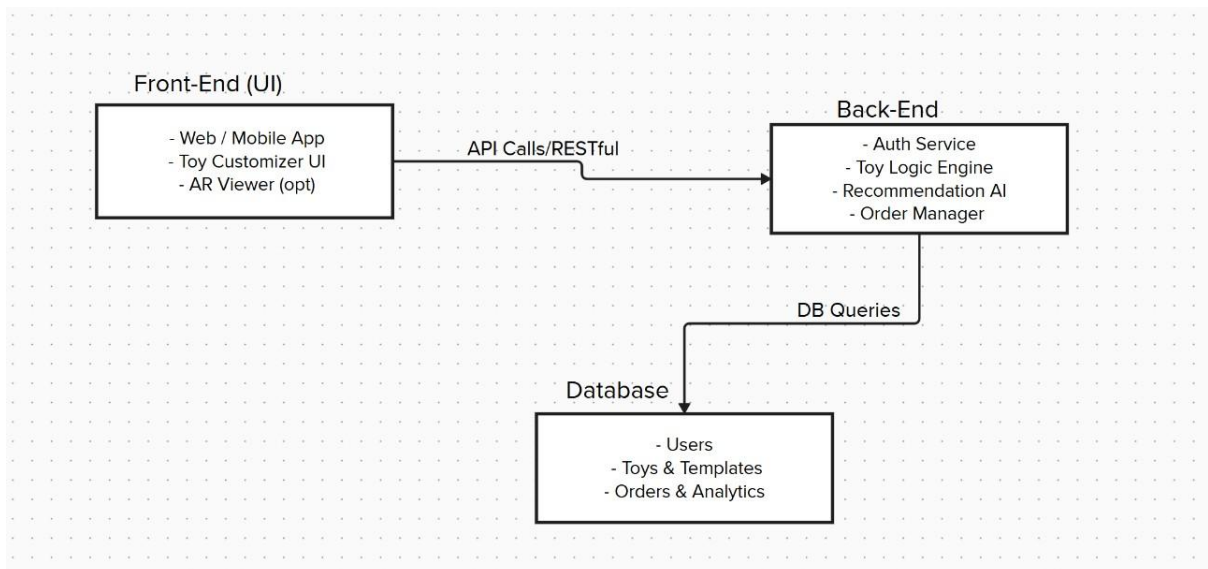 Front-End (UI)
- Web / Mobile App
- Toy Customizer UI
- AR Viewer (opt)
API Calls/RESTful
Back-End
- Auth Service
- Toy Logic Engine
- Recommendation AI
- Order Manager
DB Queries
Database
- Users
- Toys & Templates
- Orders & Analytics